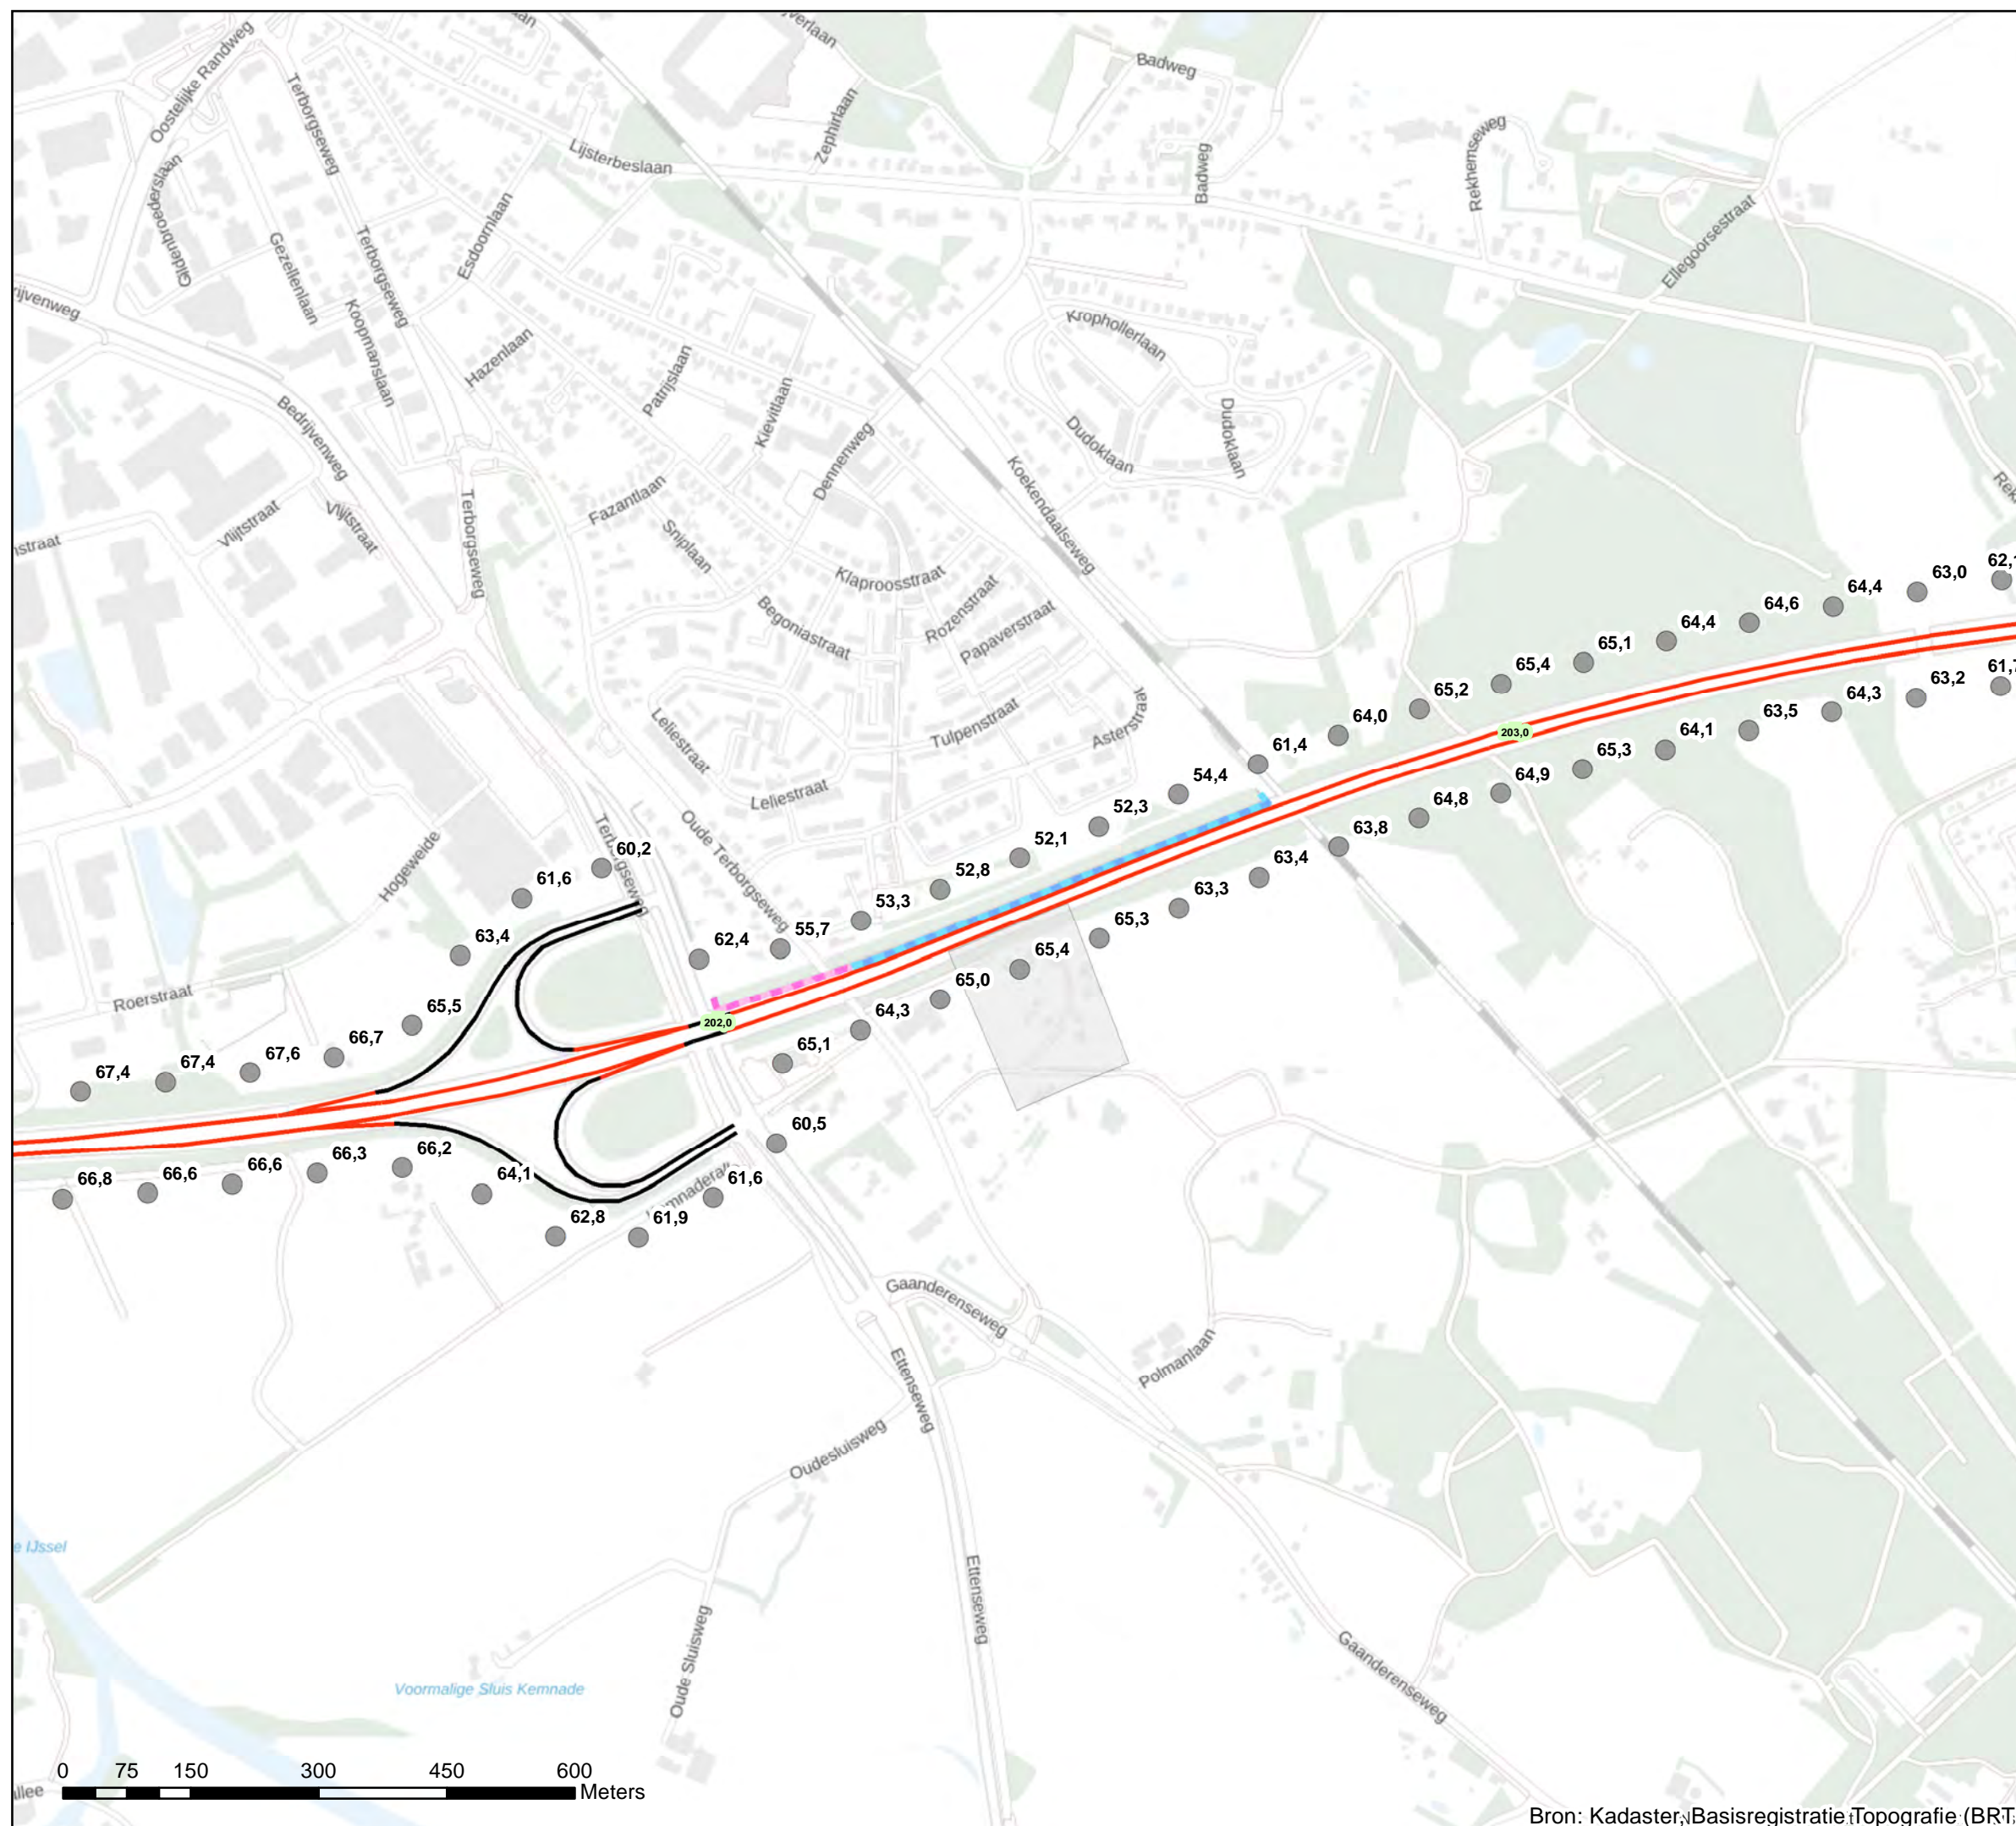 Oostelijke Randweg
Badweg
Terborgseweg
Zephirlaan
Lijsterbeslaan
Badweg
Rekhemseweg
Gildenbroederslaan
Gezellenlaan
Terborgseweg
Esdoornlaan
Ellegoorsestraat
Koopmanslaan
Hazenlaan
Patrijslaan
Kievitlaan
Krophollerlaan
Bedrijvenweg
Dennenweg
Dudoklaan
Dudoklaan
Koekendaalseweg
Fazantlaan
Vlijtstraat
Vlijtstraat
Terborgseweg
Sniplaan
Klaproosstraat
Begoniastraat
Rozenstraat
Papaverstraat
Leliestraat
Tulpenstraat
Asterstraat
Leliestraat
Oude Terborgseweg
Hogeweide
Terborgseweg
Roerstraat
63,0
64,4
64,6
64,4
65,1
65,4
65,2
64,0
61,4
54,4
52,3
52,1
52,8
53,3
55,7
62,4
60,2
61,6
63,4
65,5
66,7
67,6
67,4
67,4
203,0
202,0
63,2
64,3
63,5
64,1
65,3
64,9
64,8
63,8
63,4
63,3
65,3
65,4
65,0
64,3
65,1
60,5
61,6
61,9
62,8
64,1
66,2
66,3
66,6
66,6
66,8
Gaanderenseweg
Ettenseweg
Polmanlaan
Oudesluisweg
e IJssel
Ettenseweg
Oude Sluisweg
Gaanderenseweg
Voormalige Sluis Kemnade
allee
0 75 150 300 450 600
Meters
Bron: Kadaster, Basisregistratie Topografie (BRT